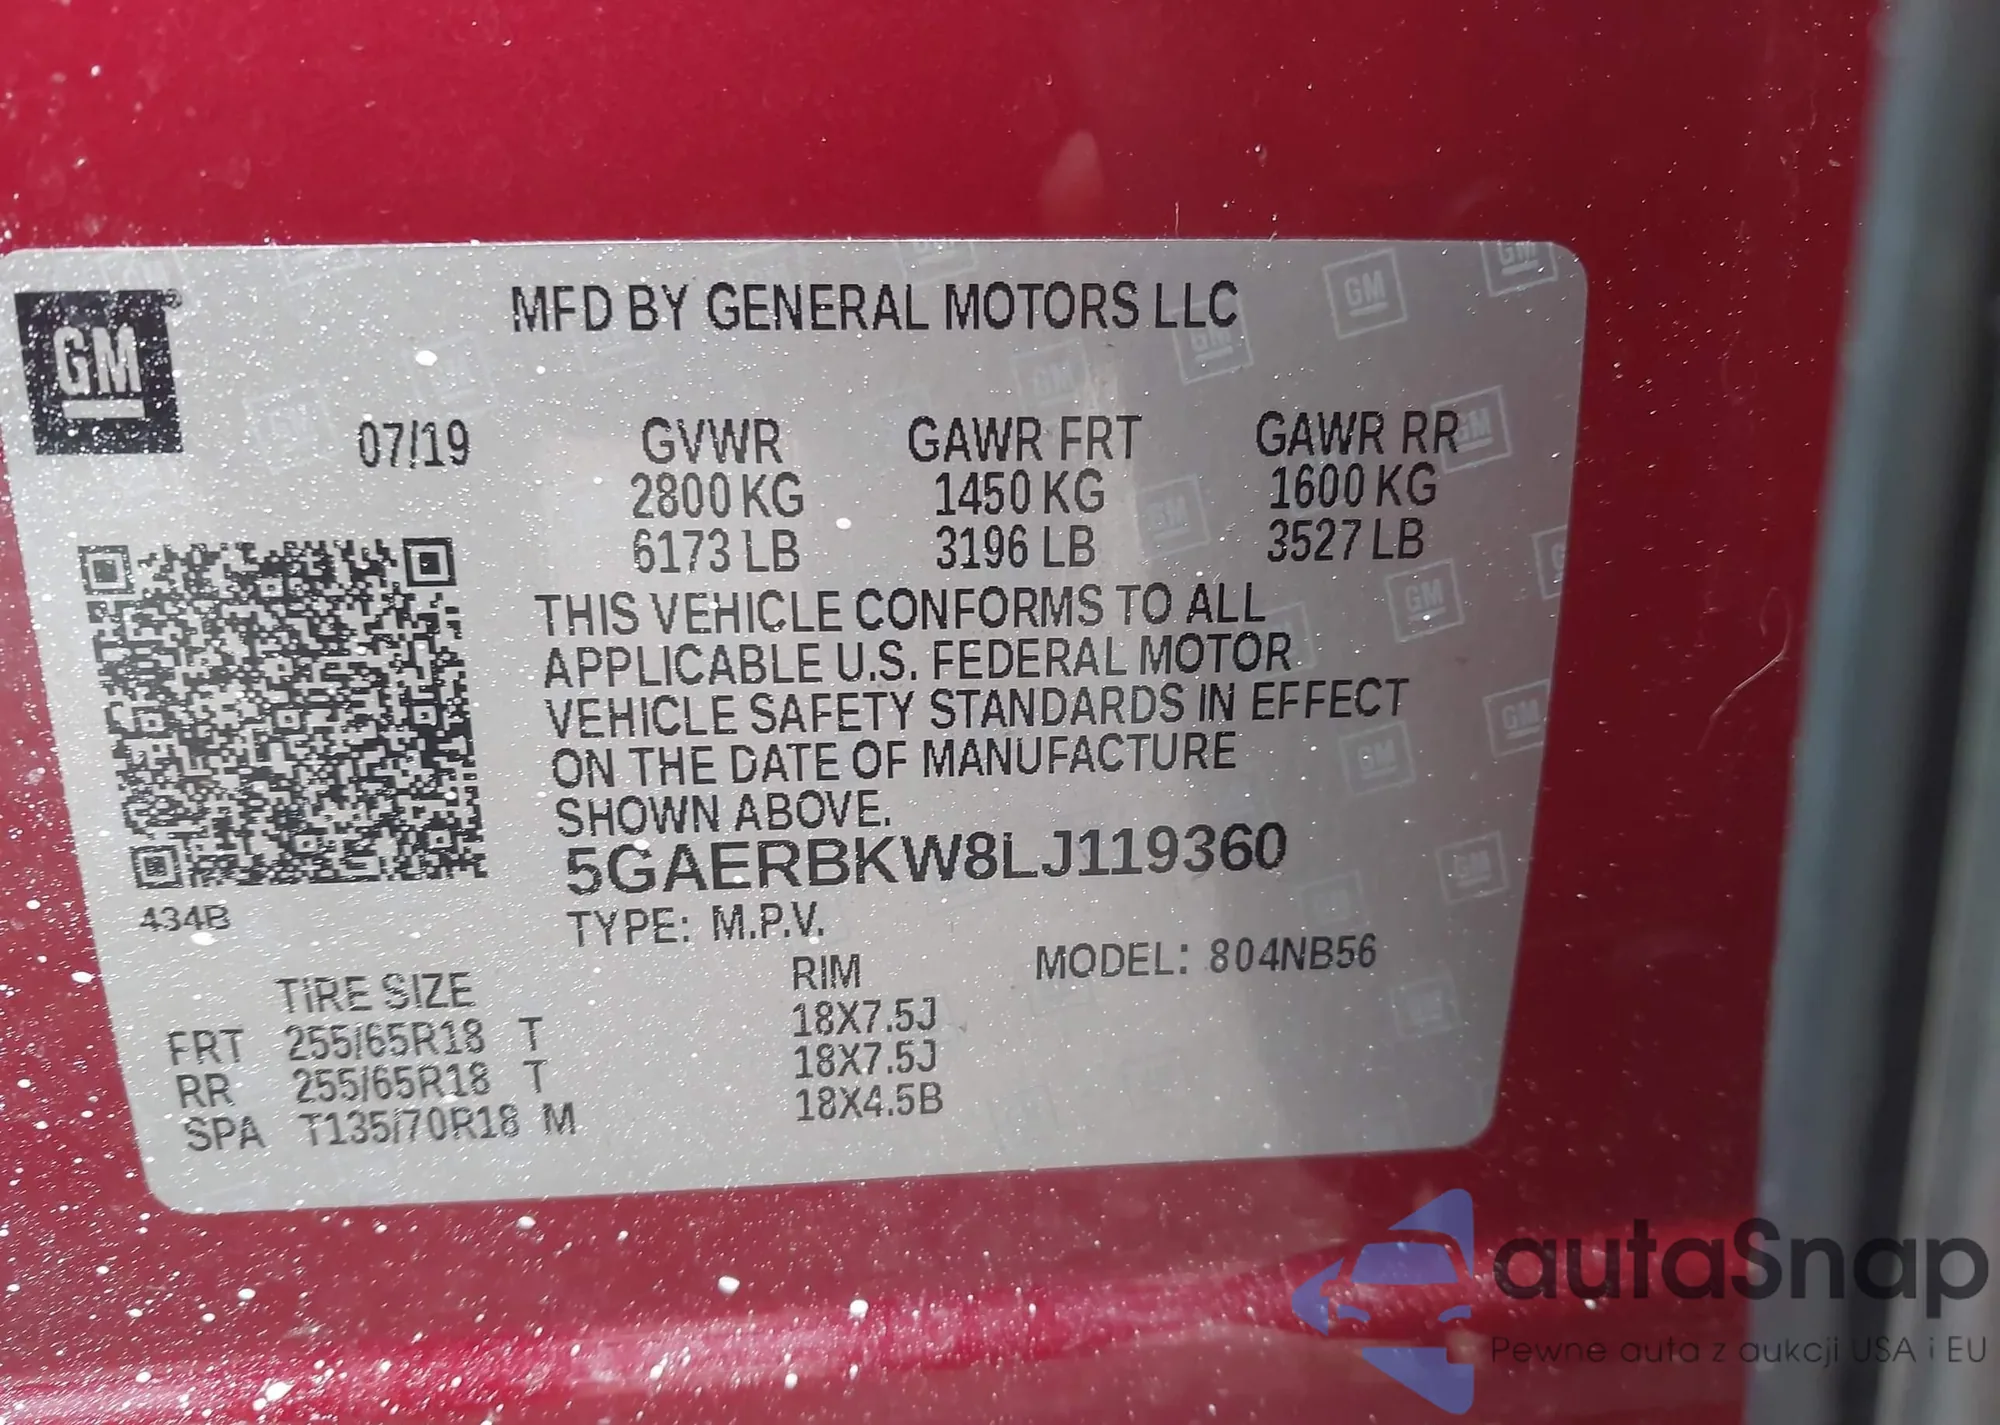 GM
MFD BY GENERAL MOTORS LLC
07/19 GVWR GAWR FRT GAWR RR
2800 KG 1450 KG 1600 KG
6173 LB 3196 LB 3527 LB
THIS VEHICLE CONFORMS TO ALL
APPLICABLE U.S. FEDERAL MOTOR
VEHICLE SAFETY STANDARDS IN EFFECT
ON THE DATE OF MANUFACTURE
SHOWN ABOVE.
5GAERBKW8LJ119360
434B
TYPE: M.P.V.
MODEL: 804NB56
TIRE SIZE RIM
FRT 255/65R18 T 18X7.5J
RR 255/65R18 T 18X7.5J
SPA T135/70R18 M 18X4.5B
autaSnap
Pewne auta z aukcji USA i EU